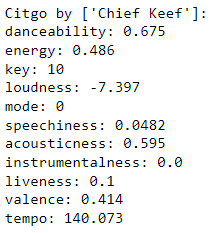 Citgo by ['Chief Keef']:
danceability: 0.675
energy: 0.486
key: 10
loudness: -7.397
mode: 0
speechiness: 0.0482
acousticness: 0.595
instrumentalness: 0.0
liveness: 0.1
valence: 0.414
tempo: 140.073